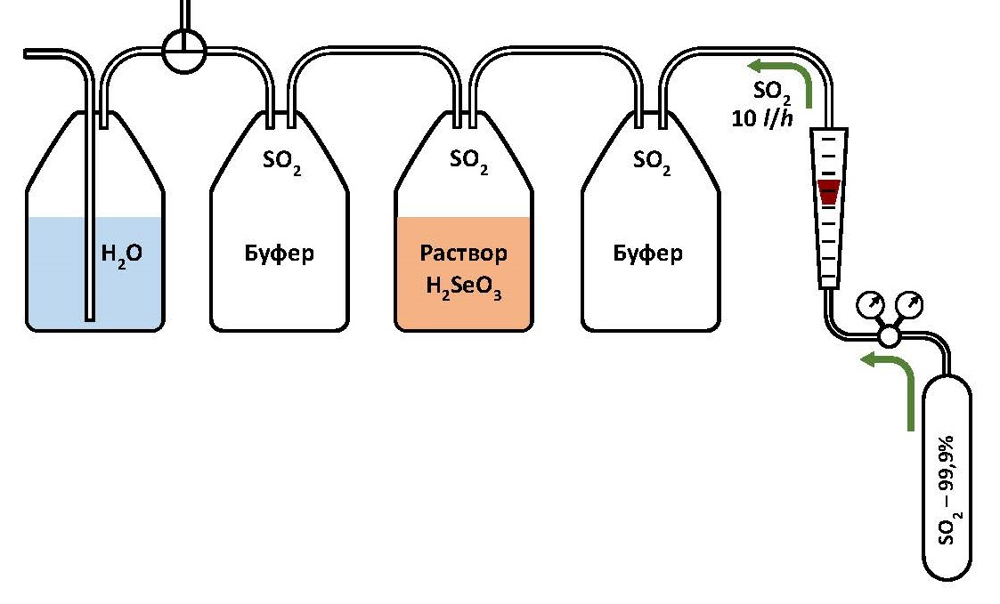 SO₂
10 l/h
SO₂
SO₂
SO₂
H₂O
Буфер
Раствор
H₂SeO₃
Буфер
SO₂ – 99,9%